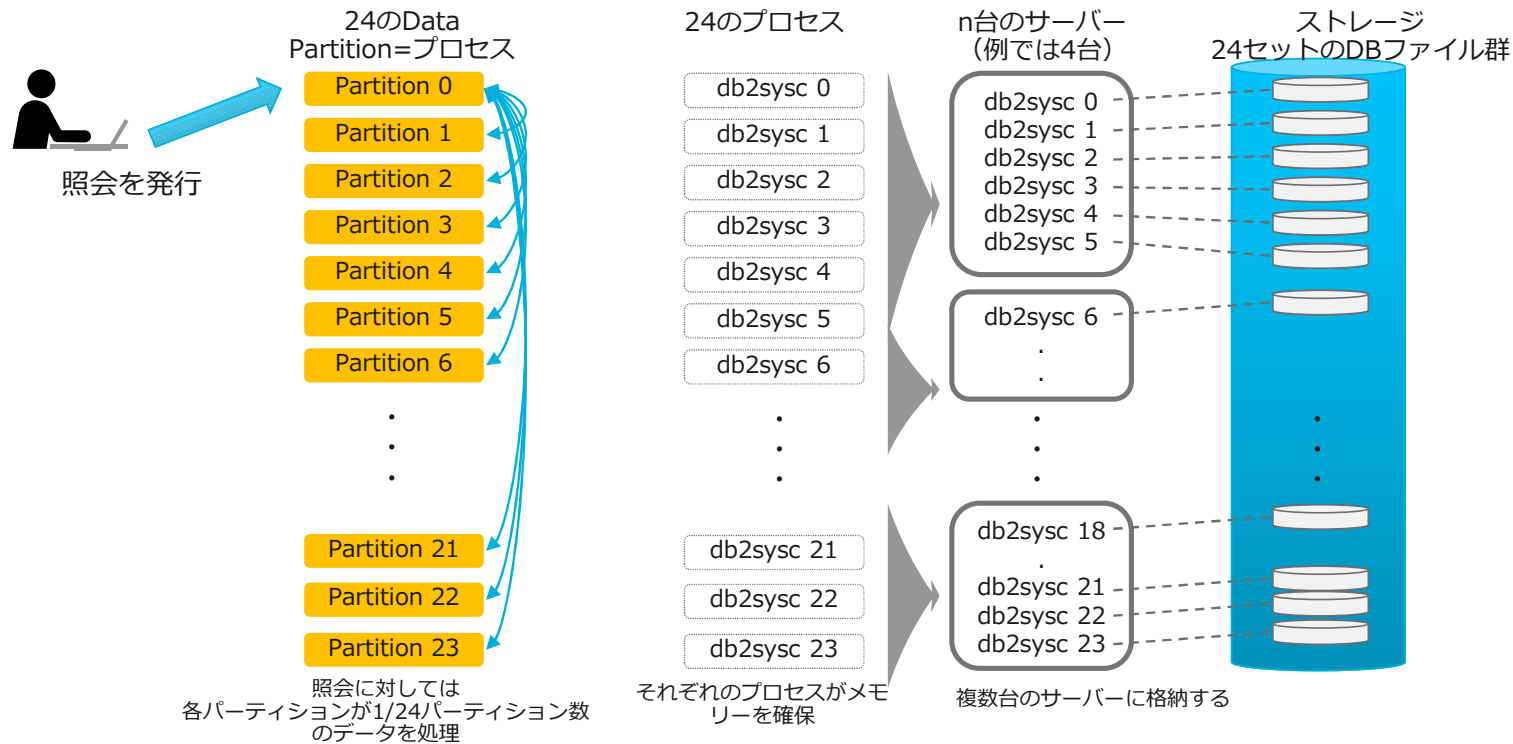 24のData
Partition=プロセス
24のプロセス
n台のサーバー
（例では4台）
ストレージ
24セットのDBファイル群
照会を発行
Partition 0
Partition 1
Partition 2
Partition 3
Partition 4
Partition 5
Partition 6
・
・
・
Partition 21
Partition 22
Partition 23
照会に対しては
各パーティションが1/24パーティション数
のデータを処理
db2sysc 0
db2sysc 1
db2sysc 2
db2sysc 3
db2sysc 4
db2sysc 5
db2sysc 6
・
・
・
db2sysc 21
db2sysc 22
db2sysc 23
それぞれのプロセスがメモ
リーを確保
db2sysc 0
db2sysc 1
db2sysc 2
db2sysc 3
db2sysc 4
db2sysc 5
db2sysc 6
.
.
・
・
・
db2sysc 18
.
db2sysc 21
db2sysc 22
db2sysc 23
複数台のサーバーに格納する
・
・
・